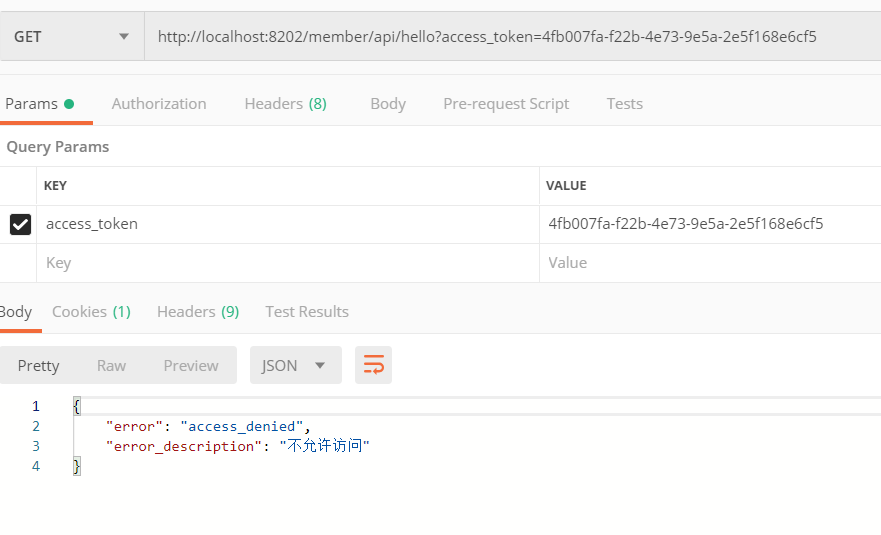 GET http://localhost:8202/member/api/hello?access_token=4fb007fa-f22b-4e73-9e5a-2e5f168e6cf5
Params Authorization Headers (8) Body Pre-request Script Tests
Query Params
KEY VALUE
access_token 4fb007fa-f22b-4e73-9e5a-2e5f168e6cf5
Key Value
Body Cookies (1) Headers (9) Test Results
Pretty Raw Preview JSON
1 {
2 "error": "access_denied",
3 "error_description": "不允许访问"
4 }